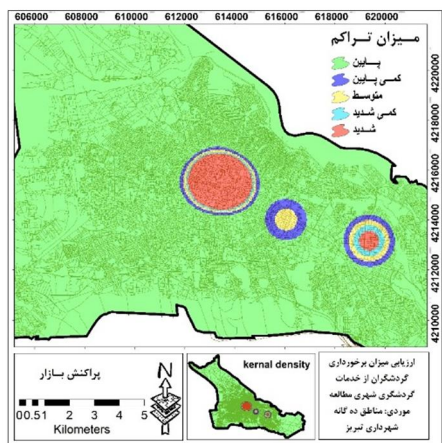 606000 608000 610000 612000 614000 616000 618000 620000
میزان تراکم
پایین
کمی پایین
متوسط
کمی شدید
شدید
4220000
4218000
4216000
4214000
4212000
4210000
پراکنش بازار
N
0 0.5 1 2 3 4 5
Kilometers
kernal density
ارزیابی میزان برخورداری
گردشگران از خدمات
گردشگری شهری مطالعه
موردی: مناطق ده گانه
شهرداری تبریز